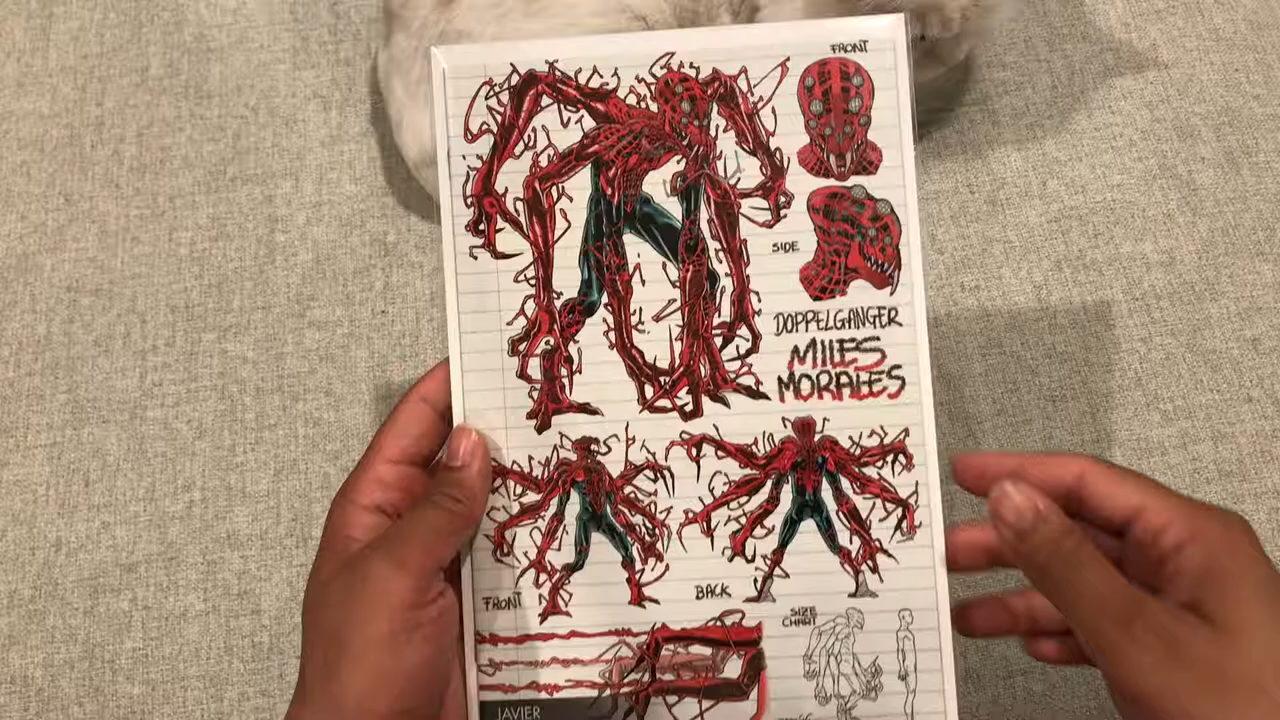 FRONT
SIDE
DOPPELGANGER
MILES
MORALES
FRONT
BACK
SIZE
CHART
JAVIER